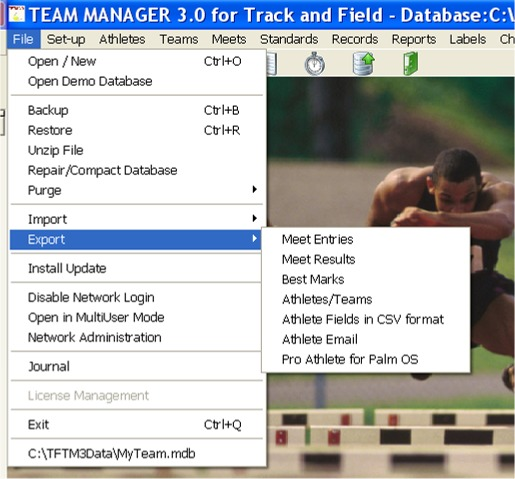 TEAM MANAGER 3.0 for Track and Field - Database:C:\
File Set-up Athletes Teams Meets Standards Records Reports Labels Ch
Open / New Ctrl+O
Open Demo Database
Backup Ctrl+B
Restore Ctrl+R
Unzip File
Repair/Compact Database
Purge
Import
Export
Meet Entries
Meet Results
Best Marks
Athletes/Teams
Athlete Fields in CSV format
Athlete Email
Pro Athlete for Palm OS
Install Update
Disable Network Login
Open in MultiUser Mode
Network Administration
Journal
License Management
Exit Ctrl+Q
C:\TFTM3Data\MyTeam.mdb